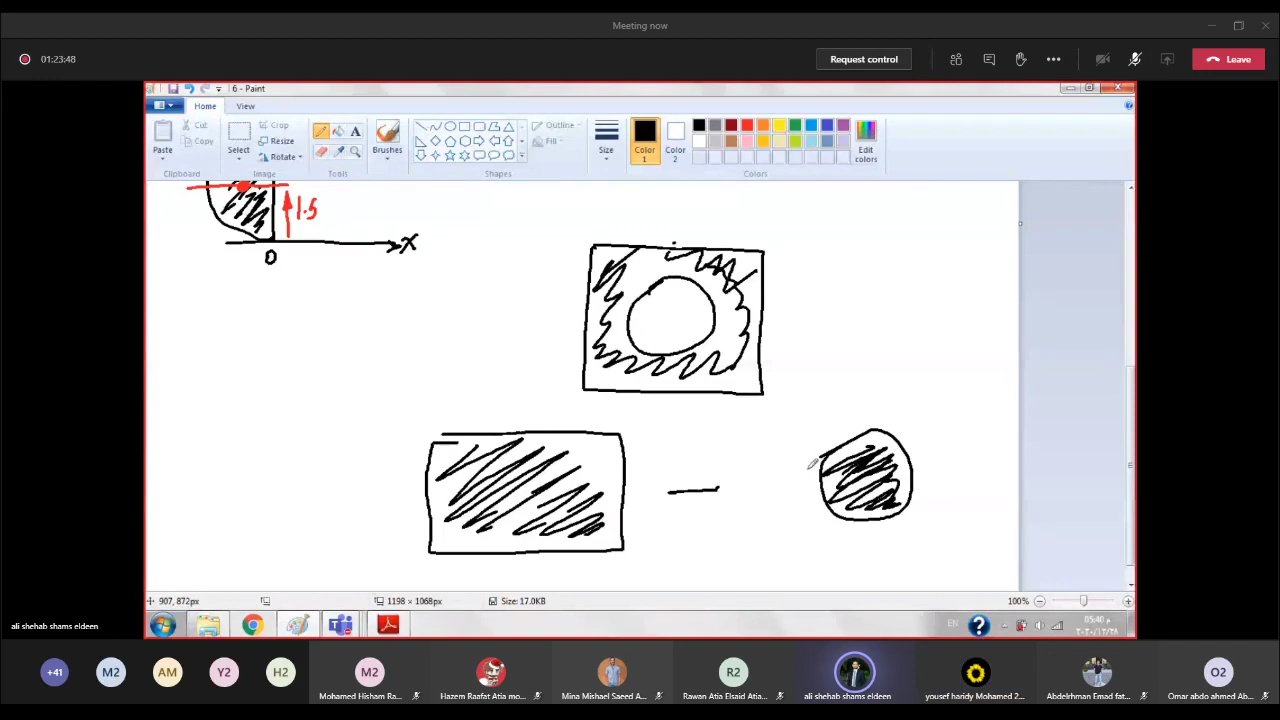 Meeting now
01:23:48
Request control
Leave
6 - Paint
Home
View
Paste
Cut
Copy
Select
Crop
Resize
Rotate
A
Brushes
Outline
Fill
Size
Color 1
Color 2
Edit colors
Clipboard
Image
Tools
Shapes
Colors
1.5
X
0
907, 872px
1198 × 1068px
Size: 17.0KB
100%
EN
05:40 م
ali shehab shams eldeen
+41
M2
AM
Y2
H2
M2
R2
O2
Mohamed Hisham Ra...
Hazem Raafat Atia mo...
Mina Mishael Saeed A...
Rawan Atia Elsaid Atia...
ali shehab shams eldeen
yousef haridy Mohamed 2...
Abdelrhman Emad fat...
Omar abdo ahmed Ab...